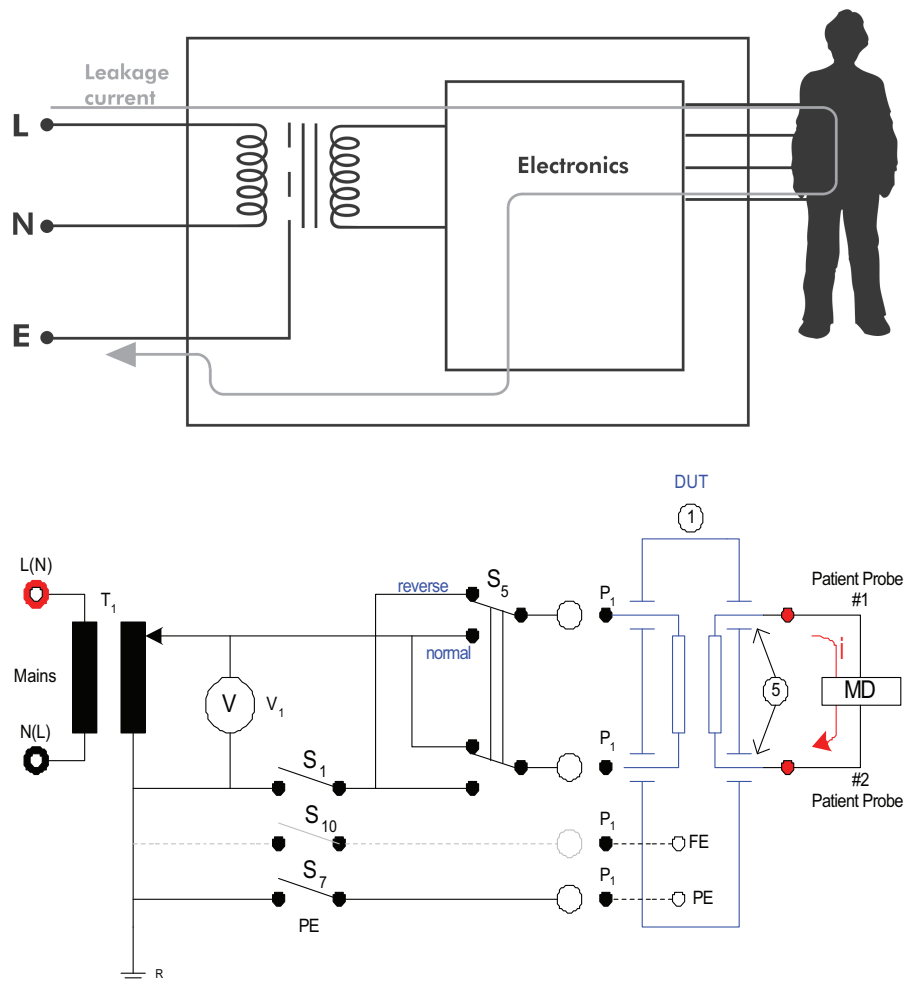 Leakage
current
L
N
E
Electronics
DUT
1
L(N)
T1
Mains
N(L)
V
V1
reverse
normal
S5
S1
S10
S7
PE
R
P1
P1
P1
P1
FE
PE
5
Patient Probe
#1
i
MD
#2
Patient Probe